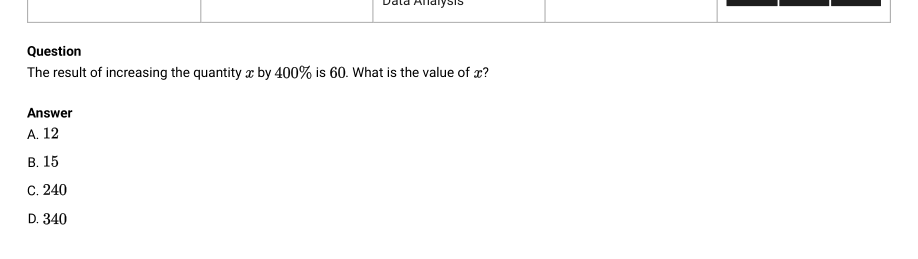 Data Analysis
Question
The result of increasing the quantity x by 400% is 60. What is the value of x?
Answer
A. 12
B. 15
C. 240
D. 340